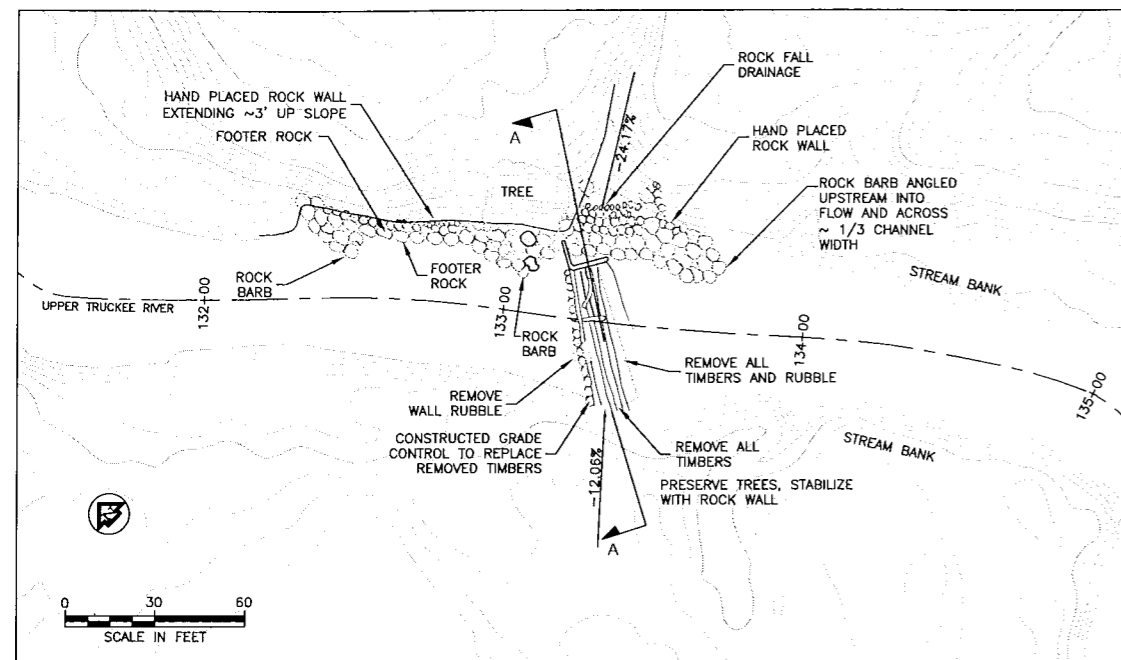 ROCK FALL
DRAINAGE
HAND PLACED ROCK WALL
EXTENDING ~3' UP SLOPE
FOOTER ROCK
A
-24.17%
HAND PLACED
ROCK WALL
TREE
ROCK BARB ANGLED
UPSTREAM INTO
FLOW AND ACROSS
~ 1/3 CHANNEL
WIDTH
ROCK
BARB
FOOTER
ROCK
STREAM BANK
UPPER TRUCKEE RIVER
132+00
133+00
ROCK
BARB
134+00
135+00
REMOVE
WALL RUBBLE
REMOVE ALL
TIMBERS AND RUBBLE
CONSTRUCTED GRADE
CONTROL TO REPLACE
REMOVED TIMBERS
-12.06%
REMOVE ALL
TIMBERS
STREAM BANK
PRESERVE TREES, STABILIZE
WITH ROCK WALL
A
0 30 60
SCALE IN FEET